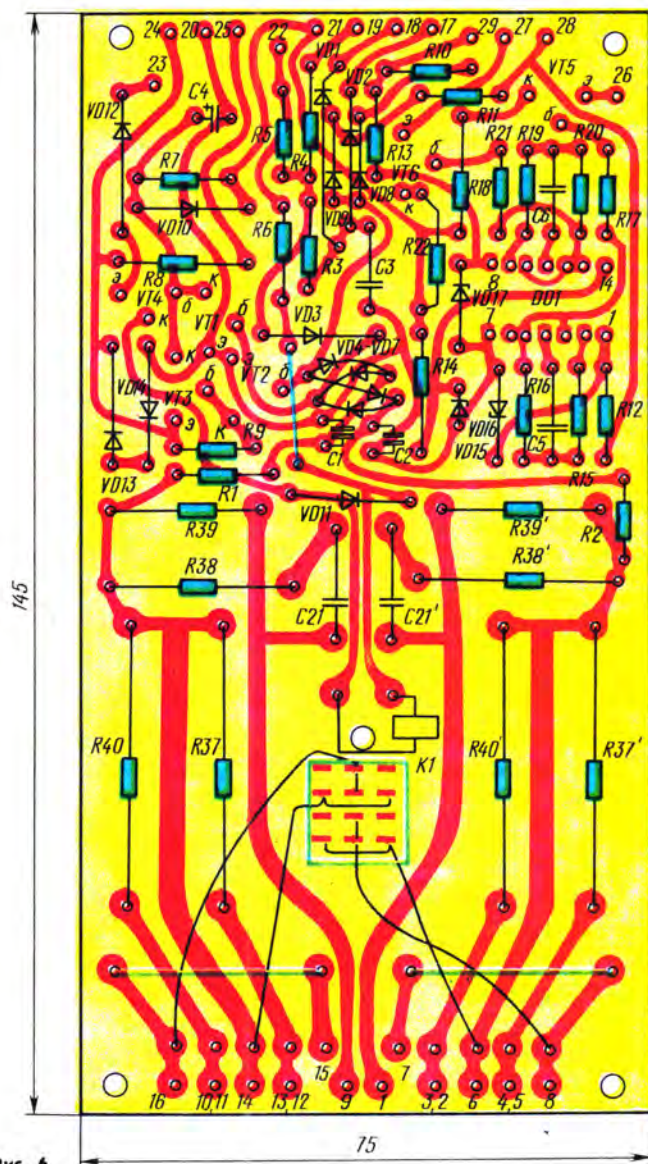 24 20 25 21 19 18 17
22 29 27 28
23 VD1 R10 VD2 VT5
C4 + к э 26
VD12 R11 э б
R5 R4 R13 б R21 R19 R20
R7 VT6 R18
VD10 VD9 VD8 к C6 R17
R6 R22
R8 R3 C3
э б к 8 VD17 DD1 14
VT4 к VT1 б VD3 7 1
к э VD4-VD7
VT2 б R14
VD14 VT3 б R16 R12
э к R9 VD16 C5
VD13 C1 C2 VD15
R1 R15
VD11
R39 R39' R2
R38 R38'
C21 C21'
145
K1
R40 R37 R40' R37'
15 7
16 10,11 14 13,12 9 1 3,2 6 4,5 8
75